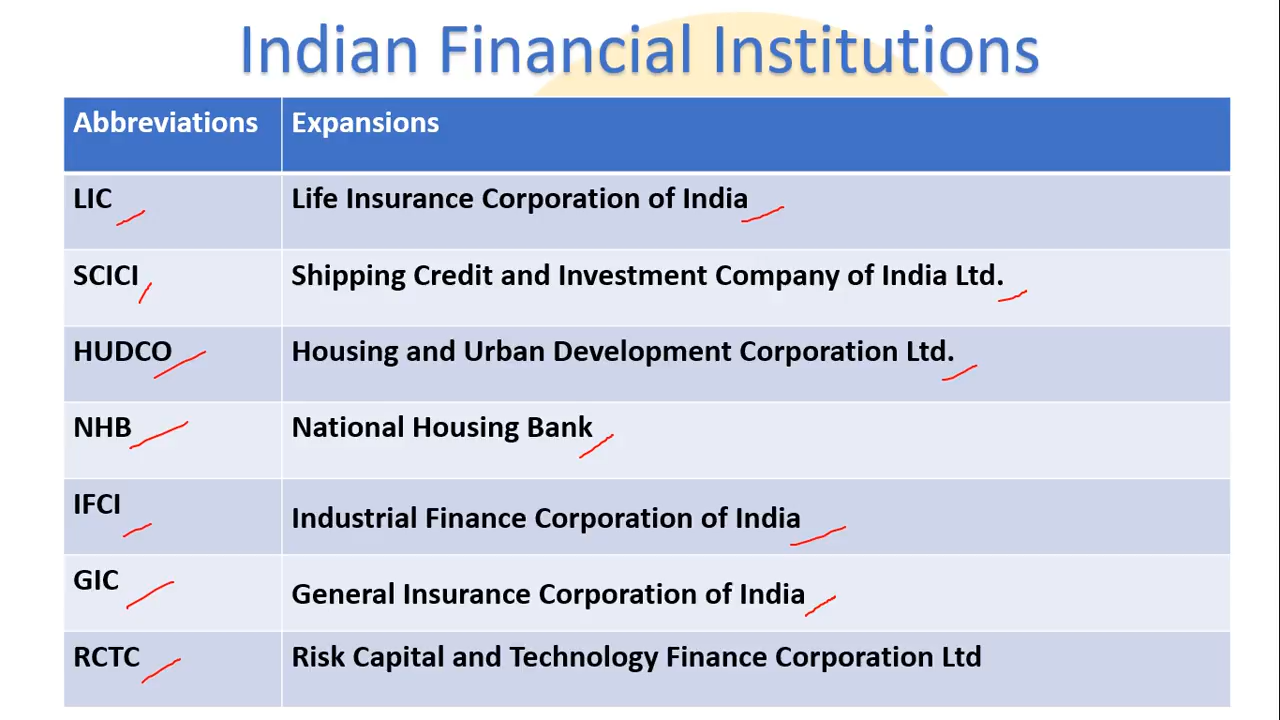 Indian Financial Institutions
Abbreviations Expansions
LIC Life Insurance Corporation of India
SCICI Shipping Credit and Investment Company of India Ltd.
HUDCO Housing and Urban Development Corporation Ltd.
NHB National Housing Bank
IFCI Industrial Finance Corporation of India
GIC General Insurance Corporation of India
RCTC Risk Capital and Technology Finance Corporation Ltd